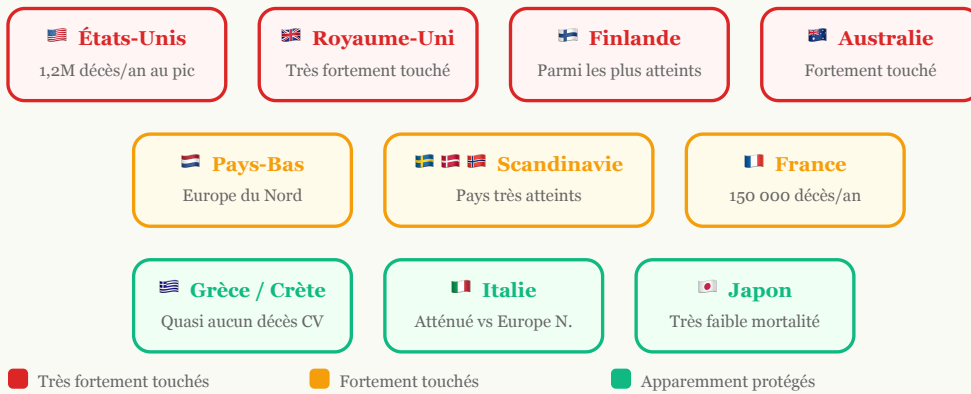 États-Unis
1,2M décès/an au pic
Royaume-Uni
Très fortement touché
Finlande
Parmi les plus atteints
Australie
Fortement touché
Pays-Bas
Europe du Nord
Scandinavie
Pays très atteints
France
150 000 décès/an
Grèce / Crète
Quasi aucun décès CV
Italie
Atténué vs Europe N.
Japon
Très faible mortalité
Très fortement touchés
Fortement touchés
Apparemment protégés